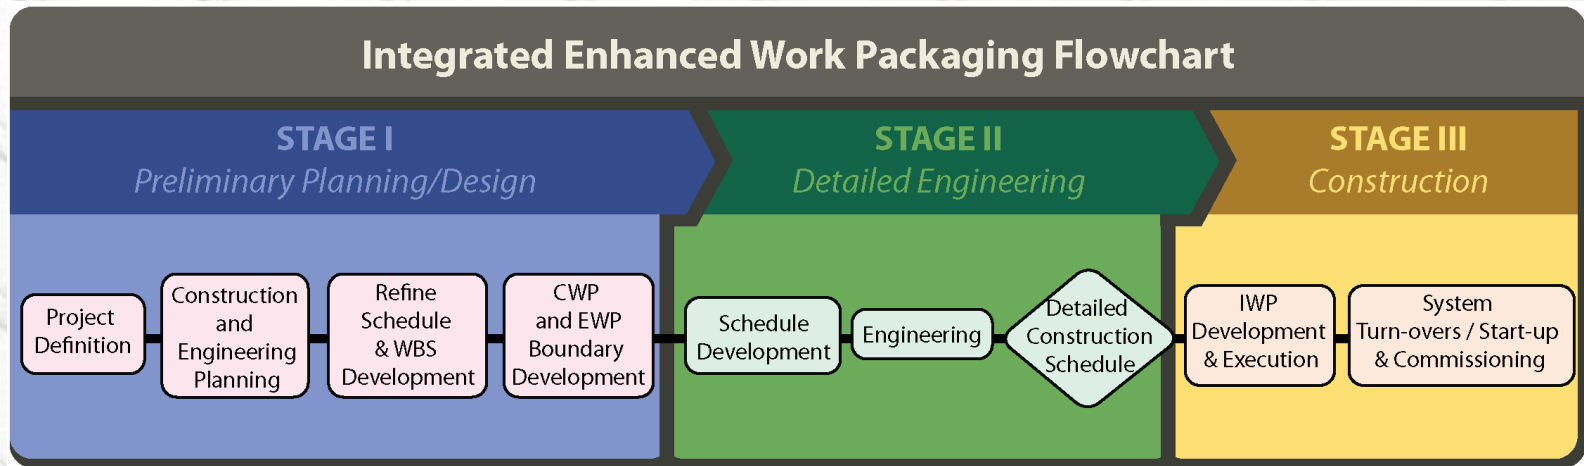 Integrated Enhanced Work Packaging Flowchart
STAGE I
Preliminary Planning/Design
STAGE II
Detailed Engineering
STAGE III
Construction
Project
Definition
Construction
and
Engineering
Planning
Refine
Schedule
& WBS
Development
CWP
and EWP
Boundary
Development
Schedule
Development
Engineering
Detailed
Construction
Schedule
IWP
Development
& Execution
System
Turn-overs / Start-up
& Commissioning